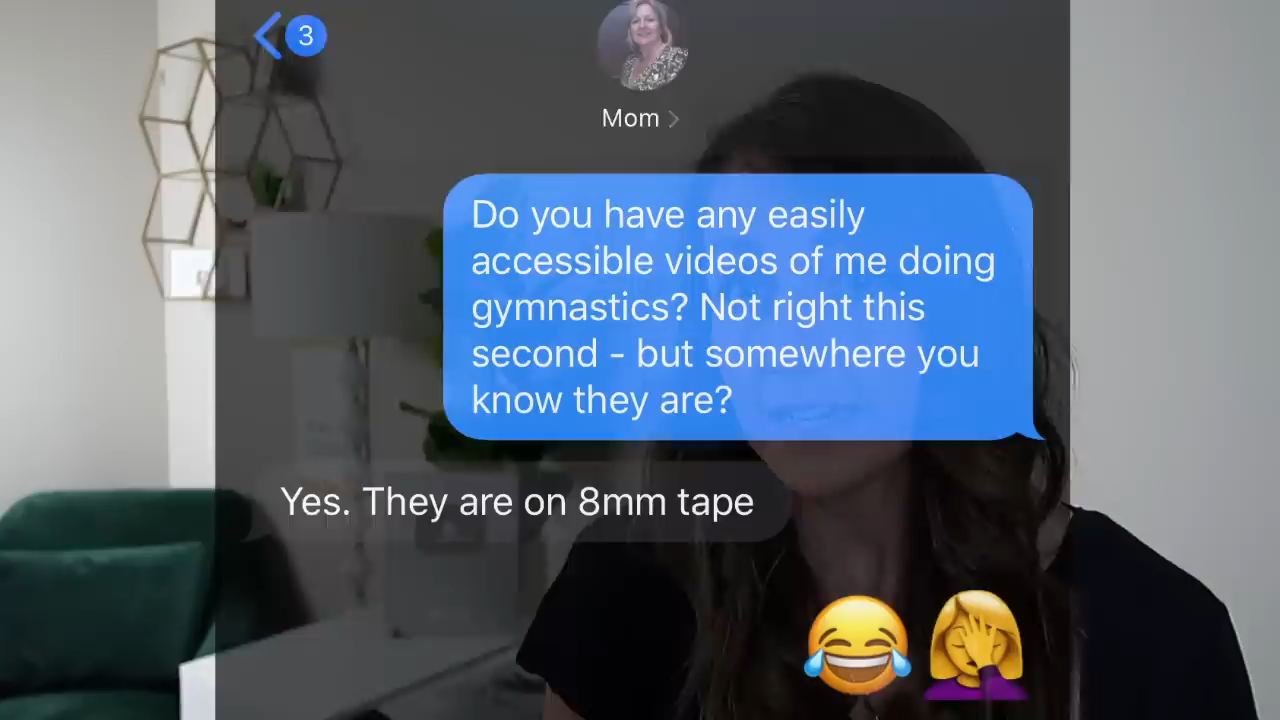 3
Mom
Do you have any easily
accessible videos of me doing
gymnastics? Not right this
second - but somewhere you
know they are?
Yes. They are on 8mm tape